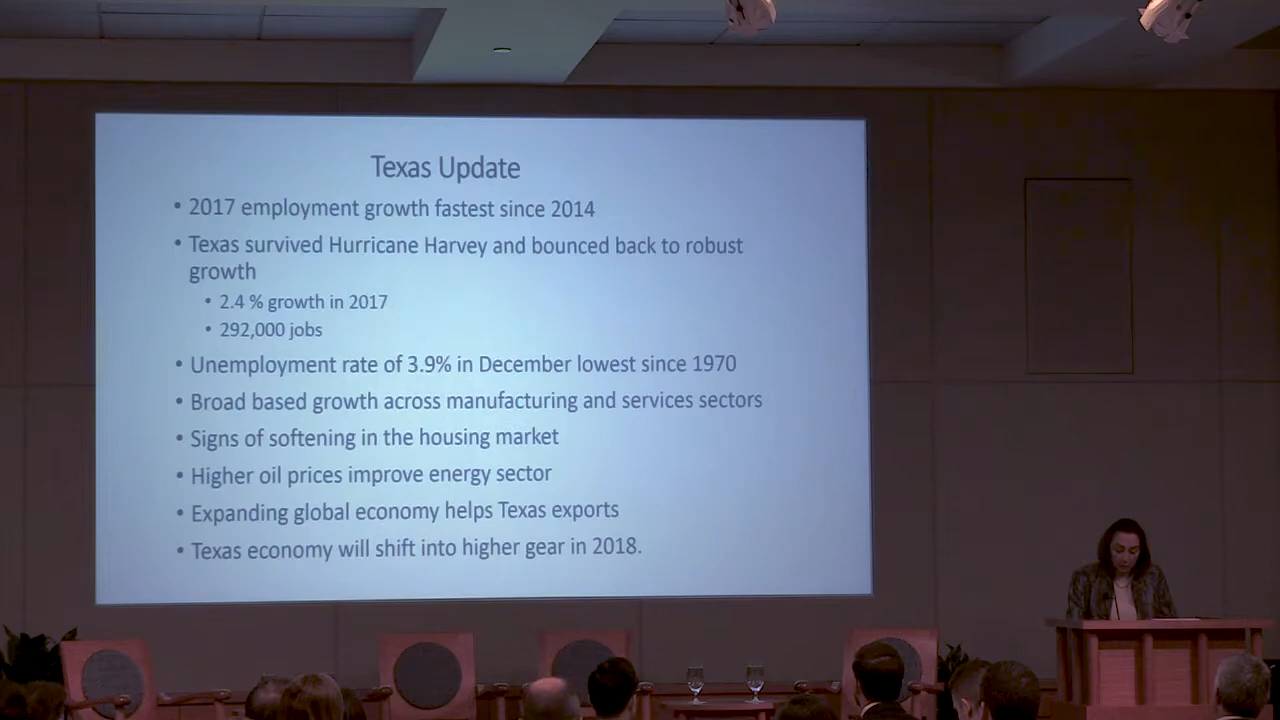 Texas Update
• 2017 employment growth fastest since 2014
• Texas survived Hurricane Harvey and bounced back to robust
growth
• 2.4 % growth in 2017
• 292,000 jobs
• Unemployment rate of 3.9% in December lowest since 1970
• Broad based growth across manufacturing and services sectors
• Signs of softening in the housing market
• Higher oil prices improve energy sector
• Expanding global economy helps Texas exports
• Texas economy will shift into higher gear in 2018.